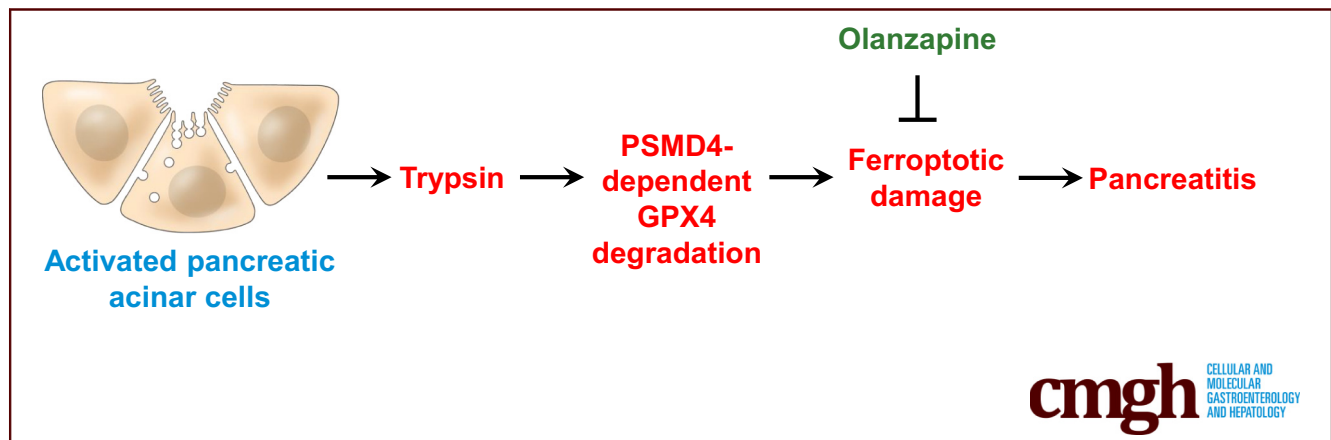 Olanzapine
Activated pancreatic
acinar cells
Trypsin
PSMD4-
dependent
GPX4
degradation
Ferroptotic
damage
Pancreatitis
cmgh
CELLULAR AND
MOLECULAR
GASTROENTEROLOGY
AND HEPATOLOGY